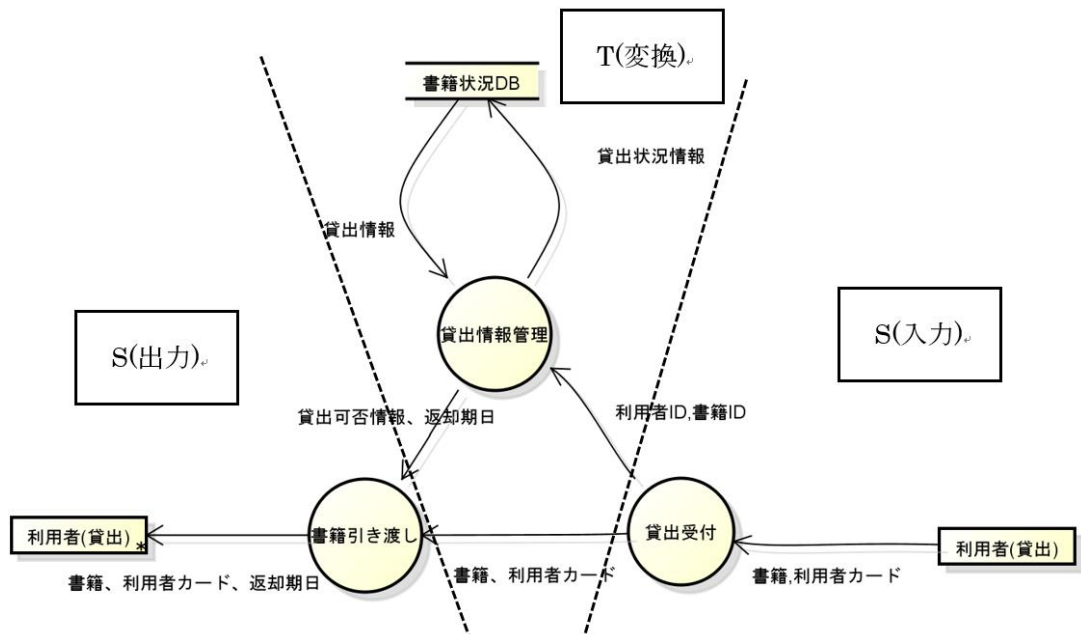 T(変換)
書籍状況DB
貸出状況情報
貸出情報
貸出情報管理
S(出力)
S(入力)
貸出可否情報、返却期日
利用者ID,書籍ID
利用者(貸出)
*
書籍引き渡し
貸出受付
利用者(貸出)
書籍、利用者カード、返却期日
書籍、利用者カード
書籍,利用者カード